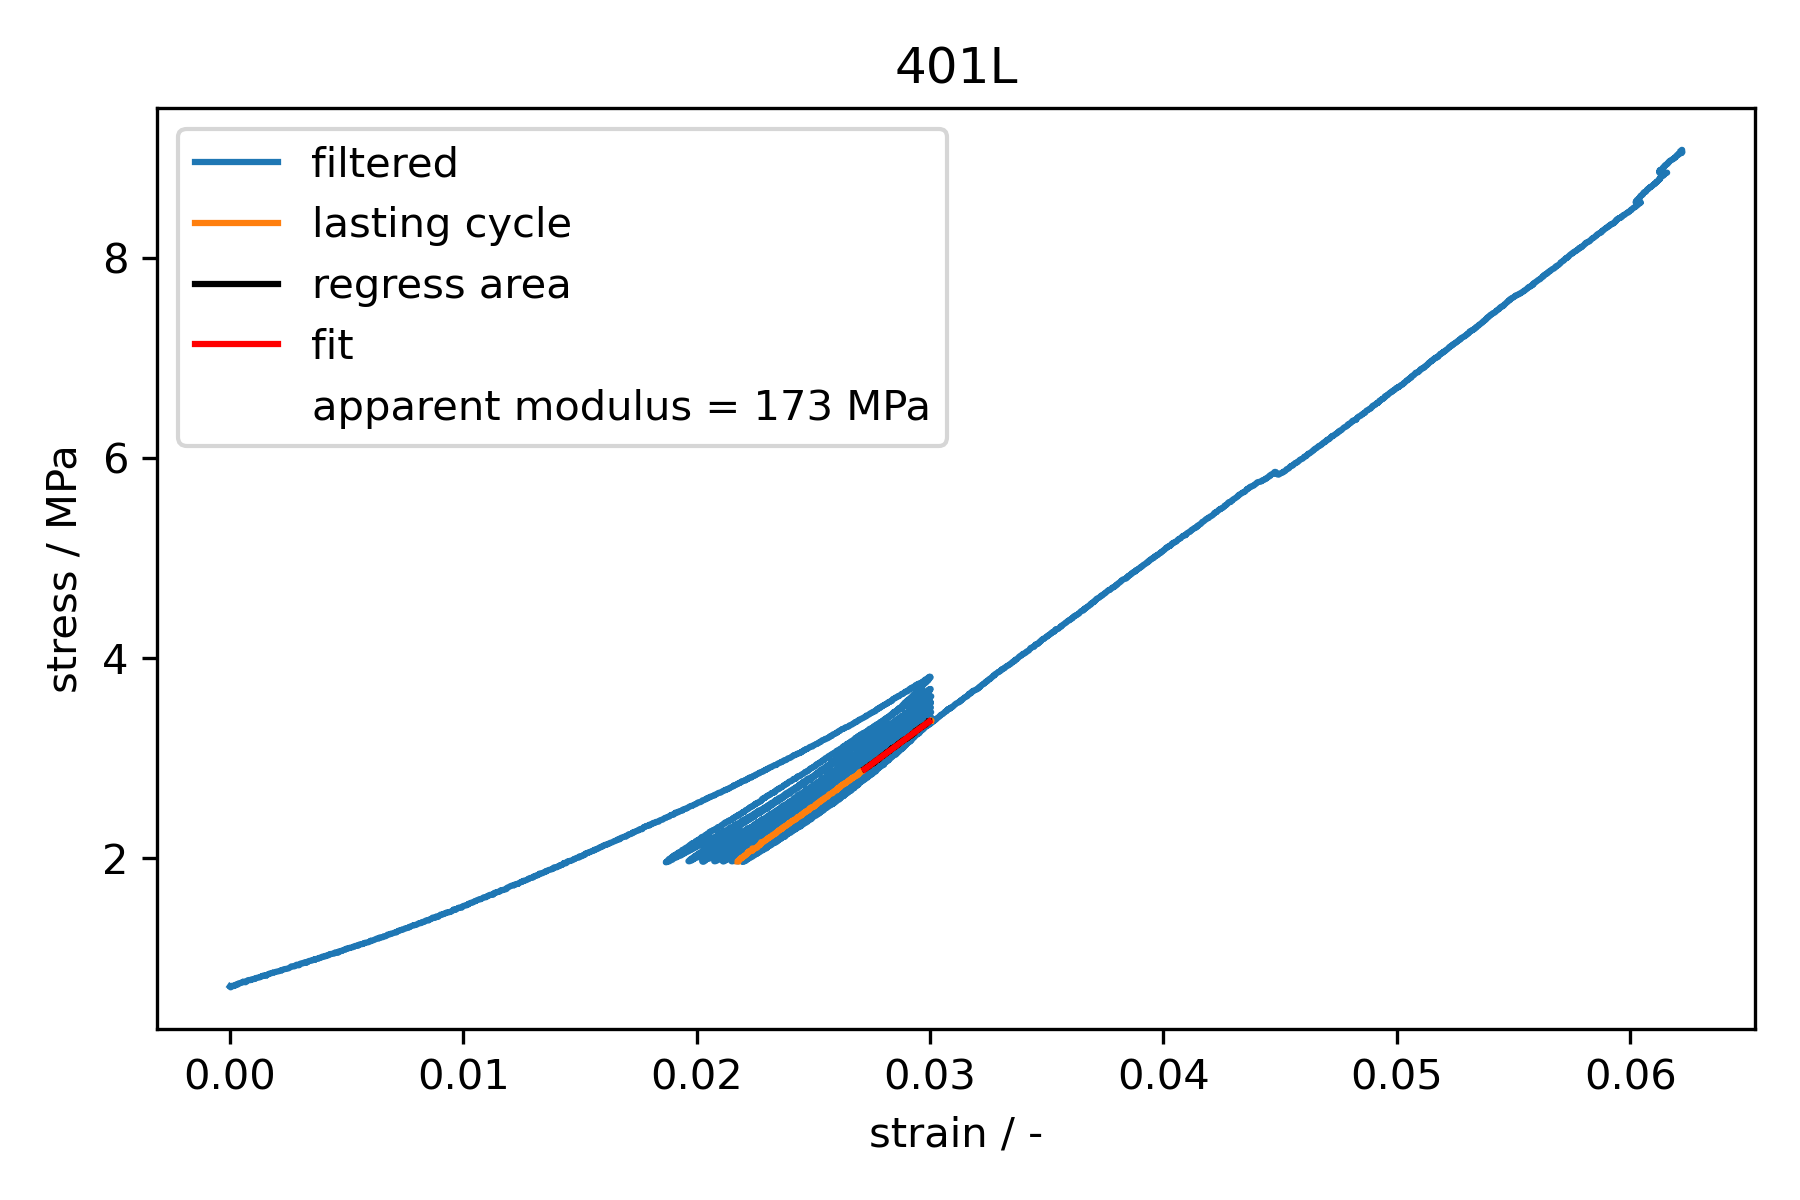 401L
filtered
lasting cycle
regress area
fit
apparent modulus = 173 MPa
stress / MPa
8
6
4
2
0.00 0.01 0.02 0.03 0.04 0.05 0.06
strain / -